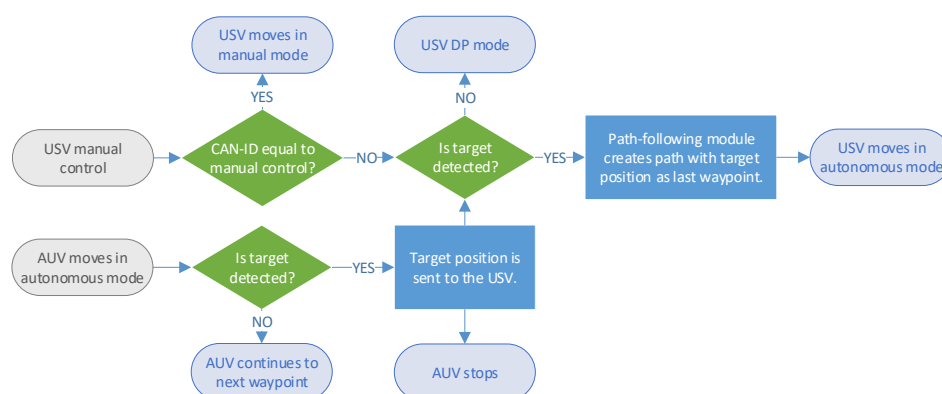 USV moves in
manual mode
USV DP mode
YES
NO
USV manual
control
CAN-ID equal to
manual control?
NO
Is target
detected?
YES
Path-following module
creates path with target
position as last waypoint.
USV moves in
autonomous mode
AUV moves in
autonomous mode
Is target
detected?
YES
Target position is
sent to the USV.
NO
AUV continues to
next waypoint
AUV stops